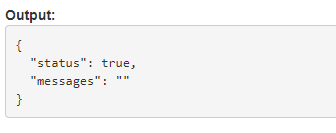 Output:
{
  "status": true,
  "messages": ""
}